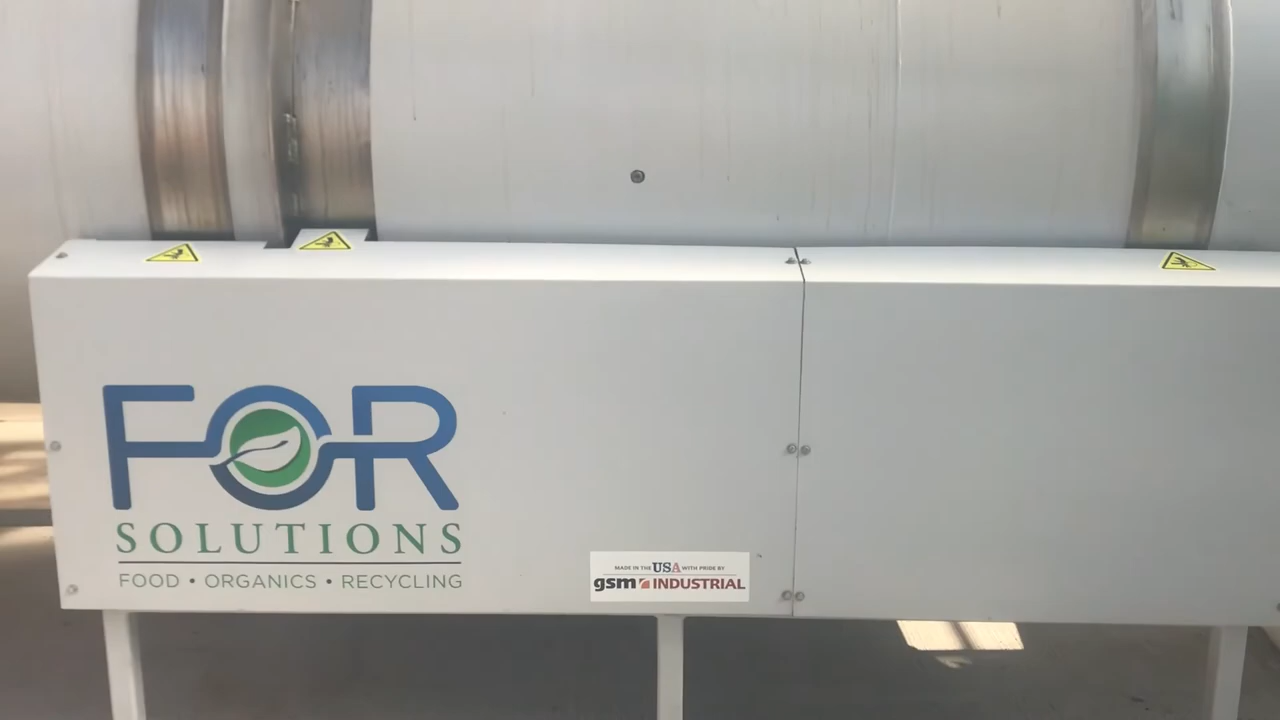 FOR
SOLUTIONS
FOOD • ORGANICS • RECYCLING
MADE IN THE USA WITH PRIDE BY
gsm INDUSTRIAL